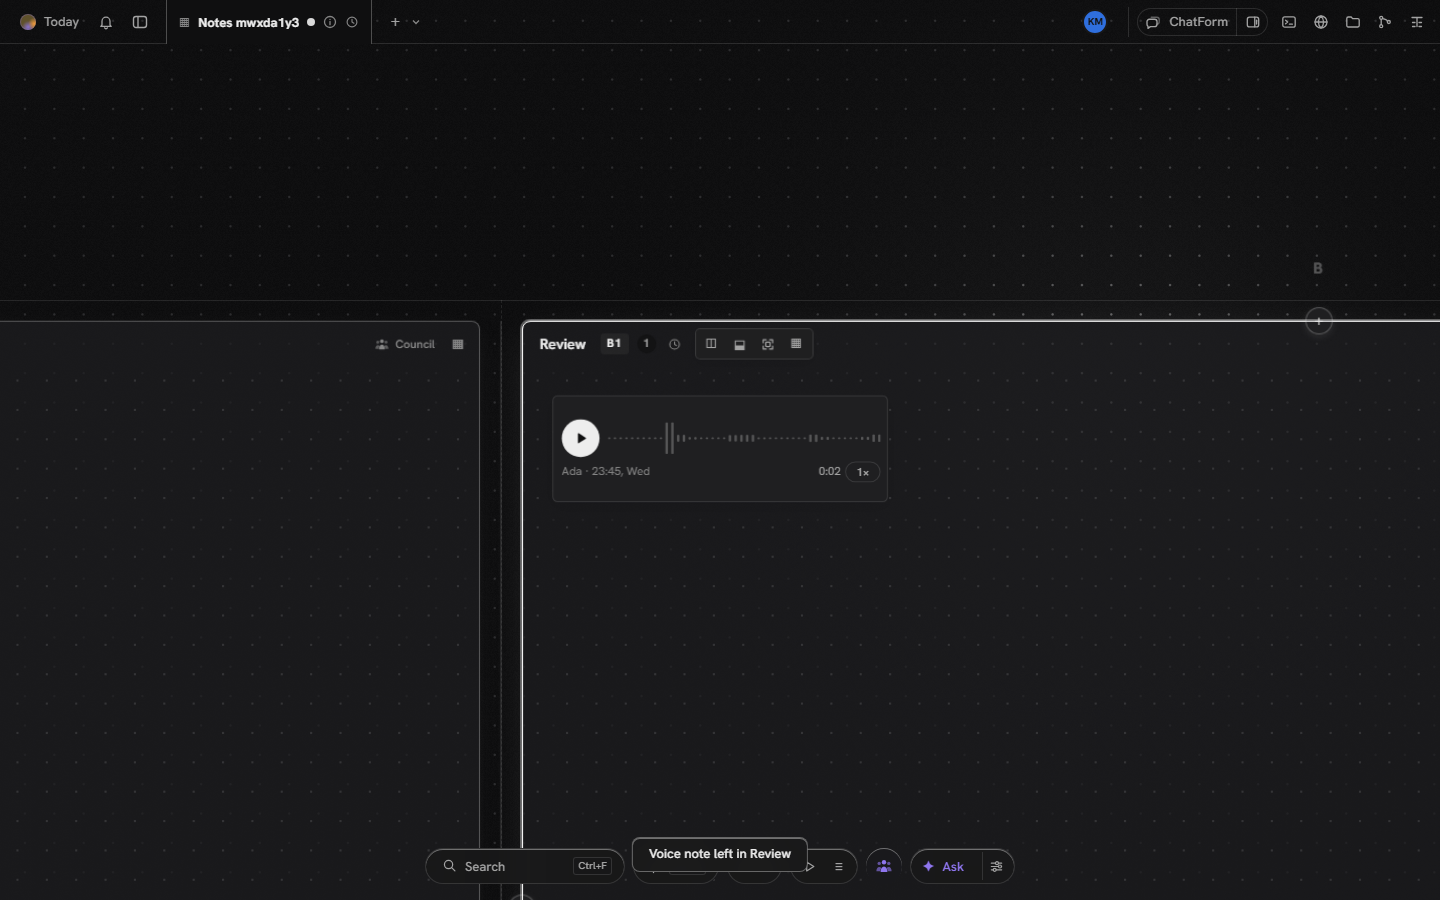 Today
Notes mwxda1y3
KM
ChatForm
B
Council
Review B1 1
Ada · 23:45, Wed
0:02 1×
Search Ctrl+F
Voice note left in Review
Ask